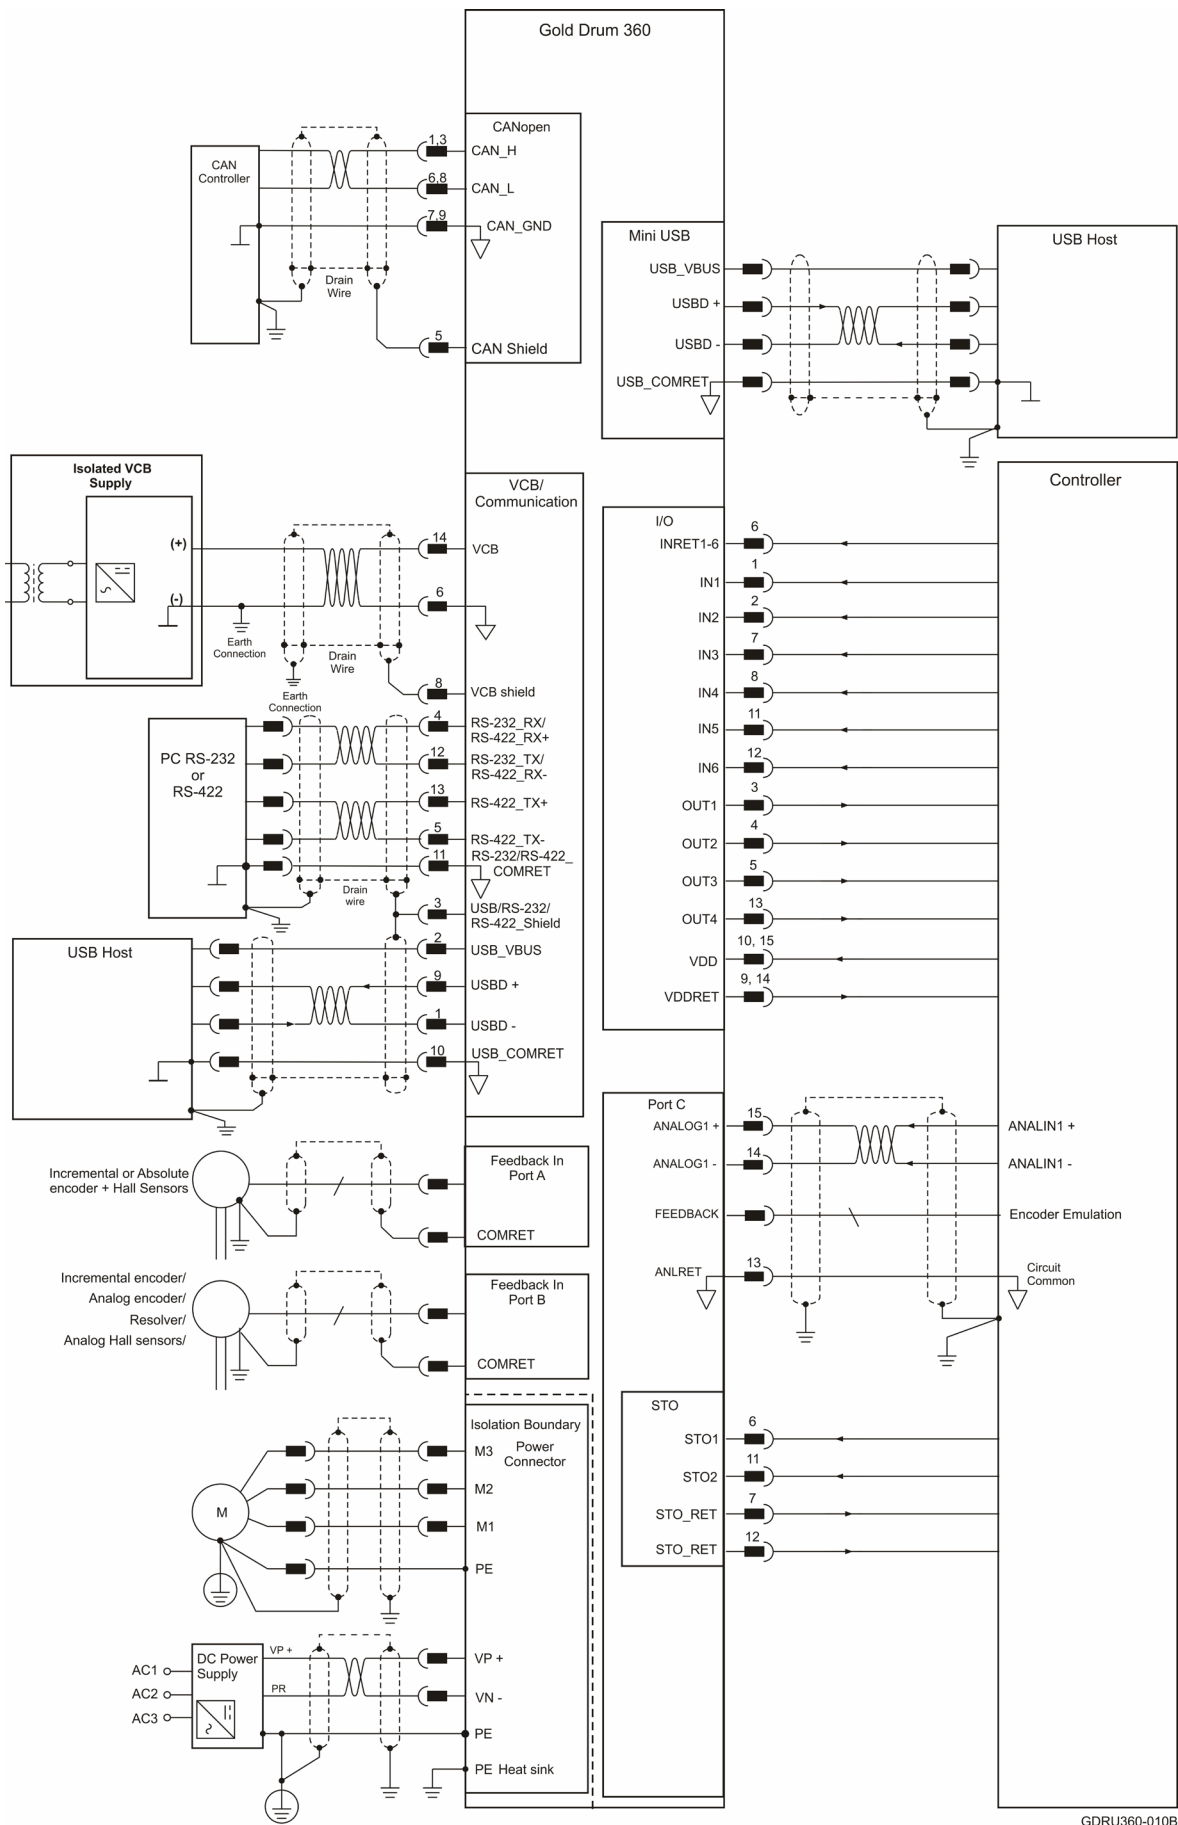 Gold Drum 360
CANopen
CAN
Controller
1,3
CAN_H
6,8
CAN_L
7,9
CAN_GND
Drain
Wire
5
CAN Shield
Mini USB
USB_VBUS
USBD +
USBD -
USB_COMRET
USB Host
Isolated VCB
Supply
(+)
(-)
Earth
Connection
Drain
Wire
Earth
Connection
VCB/
Communication
14
VCB
6
8
VCB shield
PC RS-232
or
RS-422
4
RS-232_RX/
RS-422_RX+
12
RS-232_TX/
RS-422_RX-
13
RS-422_TX+
5
RS-422_TX-
11
RS-232/RS-422_
COMRET
Drain
wire
3
USB/RS-232/
RS-422_Shield
USB Host
2
USB_VBUS
9
USBD +
1
USBD -
10
USB_COMRET
Controller
I/O
INRET1-6
6
IN1
1
IN2
2
IN3
7
IN4
8
IN5
11
IN6
12
OUT1
3
OUT2
4
OUT3
5
OUT4
13
VDD
10, 15
VDDRET
9, 14
Port C
ANALOG1 +
15
ANALIN1 +
ANALOG1 -
14
ANALIN1 -
FEEDBACK
Encoder Emulation
ANLRET
13
Circuit
Common
Incremental or Absolute
encoder + Hall Sensors
Feedback In
Port A
COMRET
Incremental encoder/
Analog encoder/
Resolver/
Analog Hall sensors/
Feedback In
Port B
COMRET
Isolation Boundary
Power
Connector
M
M3
M2
M1
PE
STO
STO1
6
STO2
11
STO_RET
7
STO_RET
12
AC1
AC2
AC3
DC Power
Supply
VP +
PR
VP +
VN -
PE
PE Heat sink
GDRU360-010B